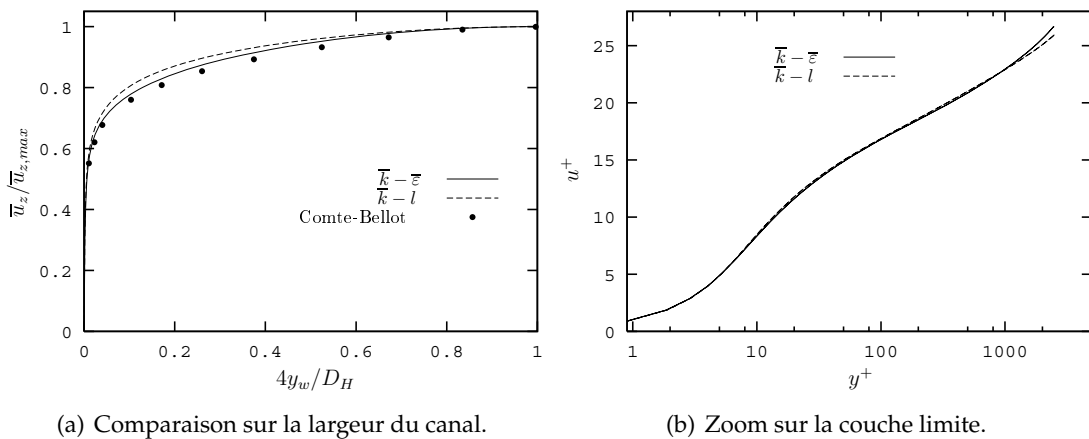 1
0.8
0.6
0.4
0.2
0
0
0.2
0.4
0.6
0.8
1
u̅_z/u̅_{z,max}
4y_w/D_H
k̅ − ε̅
k̅ − l
Comte-Bellot
25
20
15
10
5
0
1
10
100
1000
u⁺
y⁺
k̅ − ε̅
k̅ − l
(a) Comparaison sur la largeur du canal.
(b) Zoom sur la couche limite.